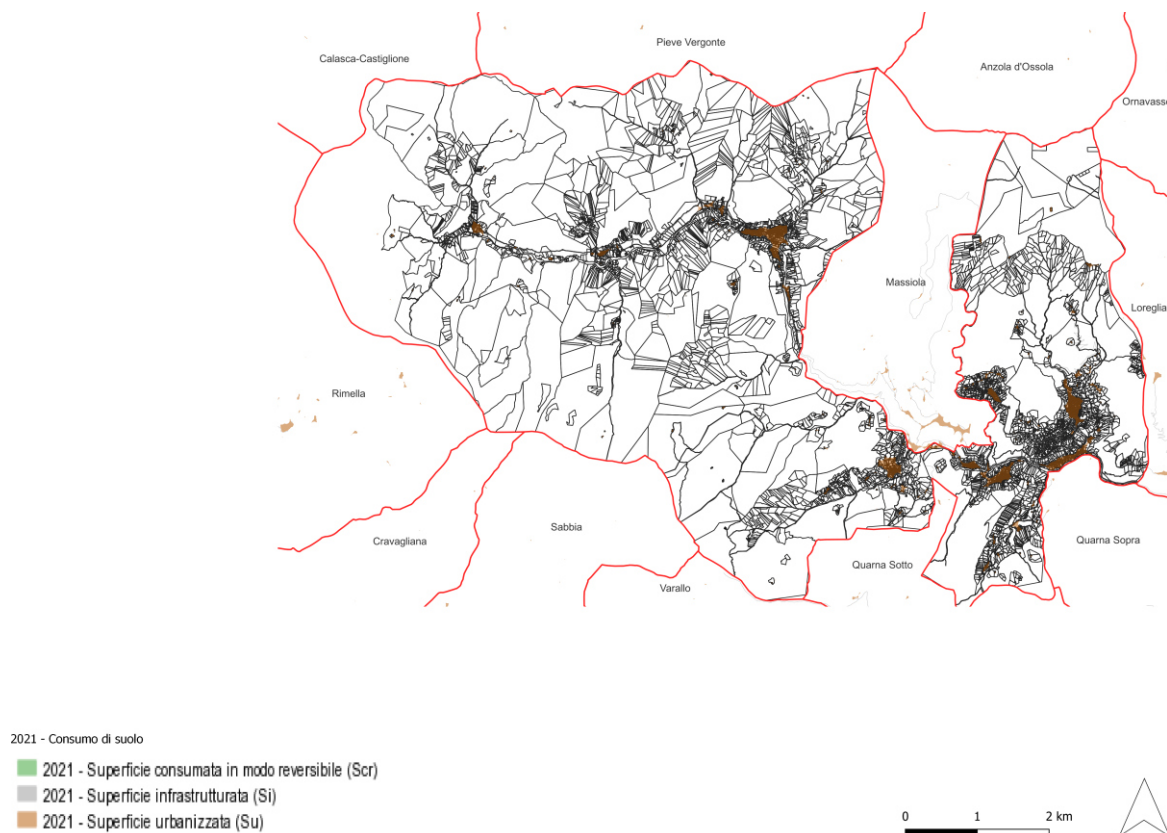 Pieve Vergonte
Calasca-Castiglione
Anzola d'Ossola
Ornavasso
Massiola
Loreglia
Rimella
Sabbia
Cravagliana
Quarna Sopra
Quarna Sotto
Varallo
2021 - Consumo di suolo
2021 - Superficie consumata in modo reversibile (Scr)
2021 - Superficie infrastrutturata (Si)
2021 - Superficie urbanizzata (Su)
0 1 2 km